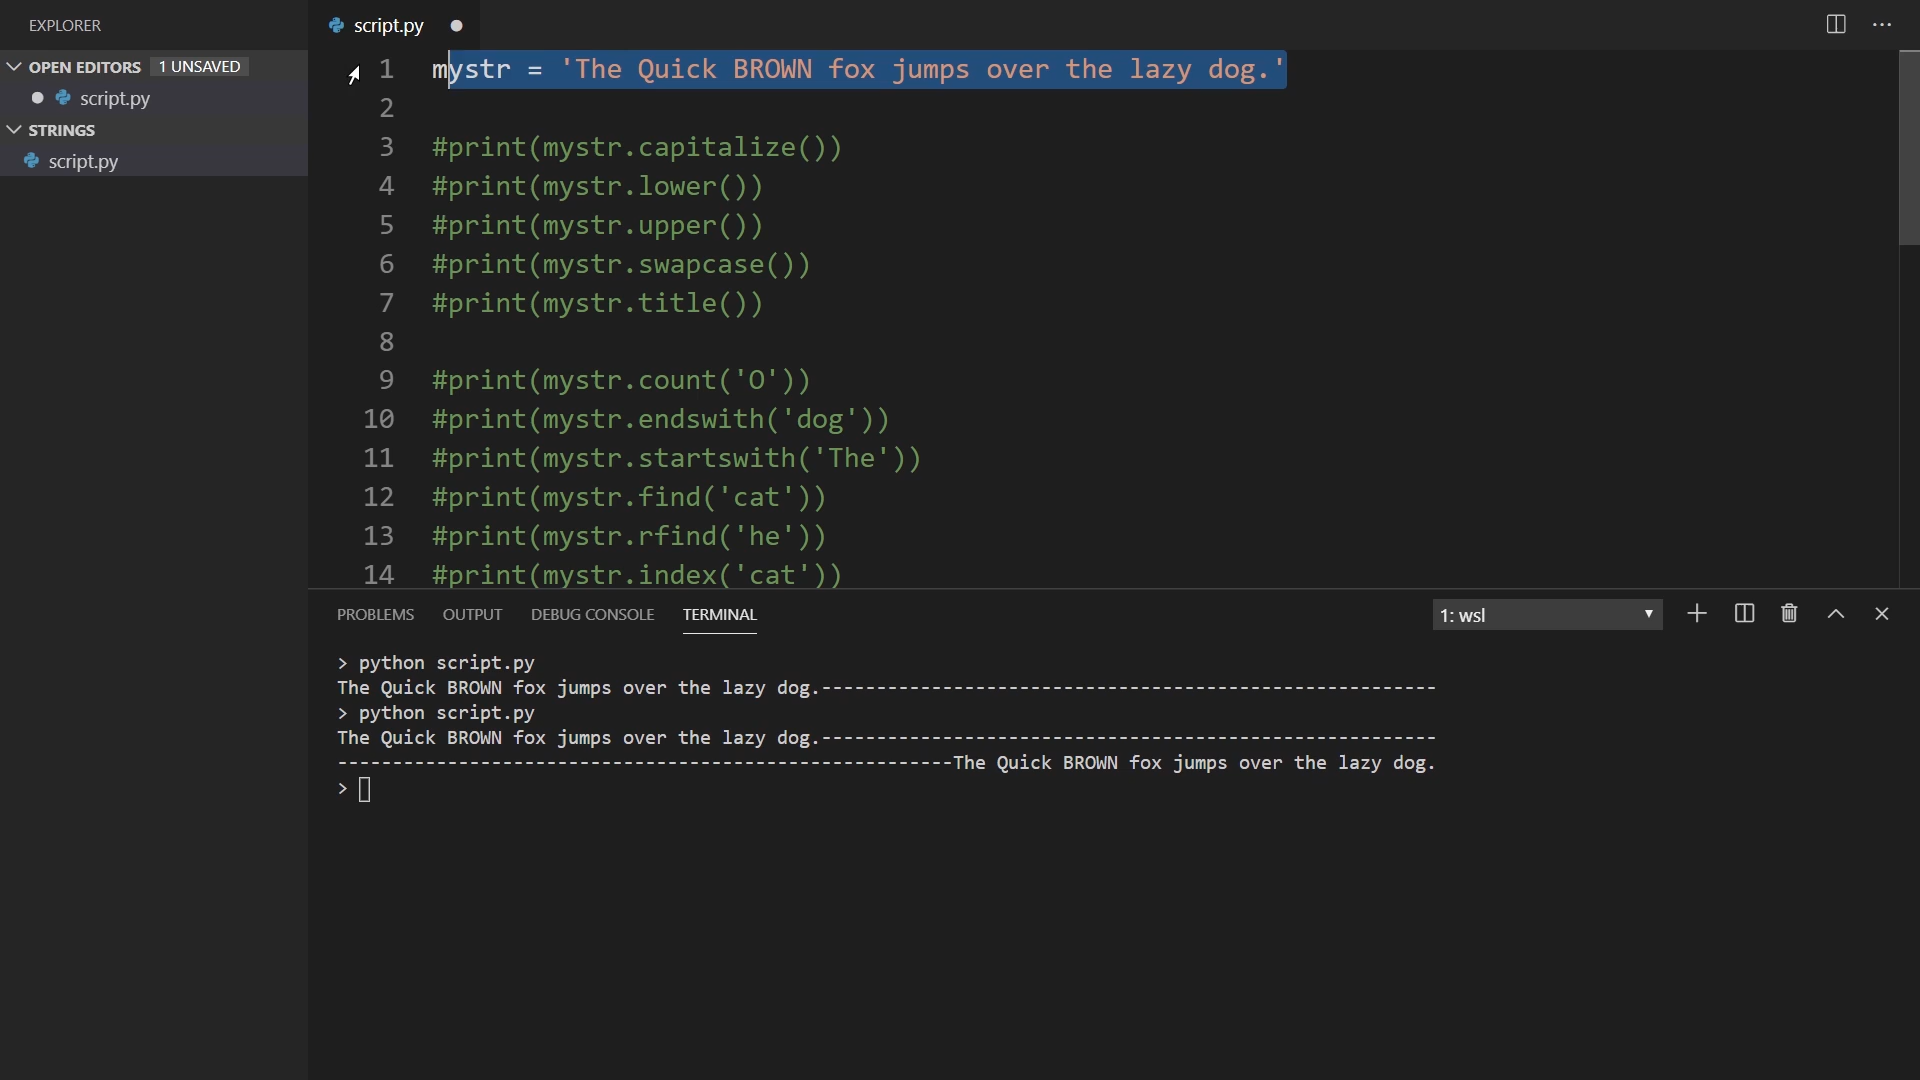 EXPLORER
OPEN EDITORS 1 UNSAVED
script.py
STRINGS
script.py
script.py
1 mystr = 'The Quick BROWN fox jumps over the lazy dog.'
2
3 #print(mystr.capitalize())
4 #print(mystr.lower())
5 #print(mystr.upper())
6 #print(mystr.swapcase())
7 #print(mystr.title())
8
9 #print(mystr.count('O'))
10 #print(mystr.endswith('dog'))
11 #print(mystr.startswith('The'))
12 #print(mystr.find('cat'))
13 #print(mystr.rfind('he'))
14 #print(mystr.index('cat'))
PROBLEMS OUTPUT DEBUG CONSOLE TERMINAL 1: wsl
> python script.py
The Quick BROWN fox jumps over the lazy dog.--------------------------------------------------------
> python script.py
The Quick BROWN fox jumps over the lazy dog.--------------------------------------------------------
--------------------------------------------------------The Quick BROWN fox jumps over the lazy dog.
>